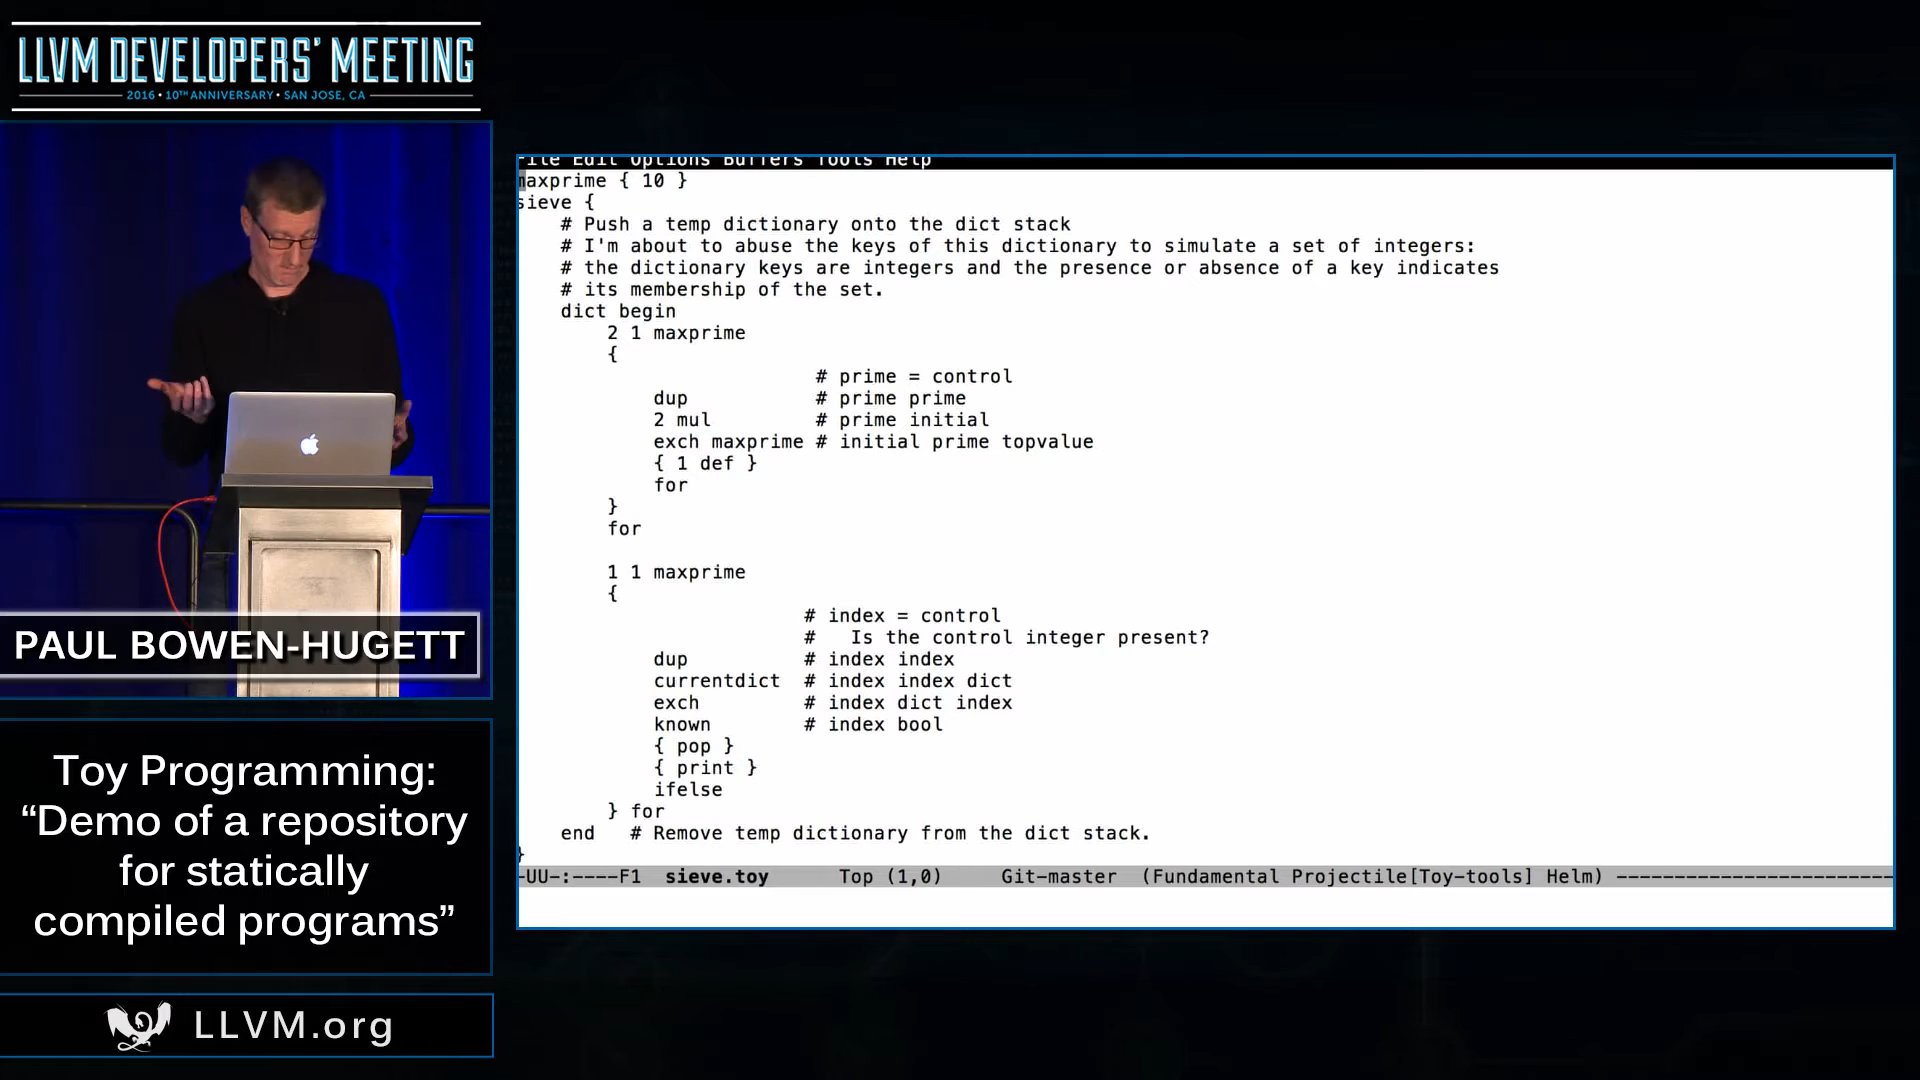 LLVM DEVELOPERS' MEETING
2016 • 10TH ANNIVERSARY • SAN JOSE, CA
PAUL BOWEN-HUGETT
Toy Programming:
“Demo of a repository
for statically
compiled programs”
LLVM.org
File Edit Options Buffers Tools Help
maxprime { 10 }
sieve {
# Push a temp dictionary onto the dict stack
# I'm about to abuse the keys of this dictionary to simulate a set of integers:
# the dictionary keys are integers and the presence or absence of a key indicates
# its membership of the set.
dict begin
2 1 maxprime
{
# prime = control
dup # prime prime
2 mul # prime initial
exch maxprime # initial prime topvalue
{ 1 def }
for
}
for
1 1 maxprime
{
# index = control
# Is the control integer present?
dup # index index
currentdict # index index dict
exch # index dict index
known # index bool
{ pop }
{ print }
ifelse
} for
end # Remove temp dictionary from the dict stack.
}
-UU-:----F1 sieve.toy Top (1,0) Git-master (Fundamental Projectile[Toy-tools] Helm) ------------------------